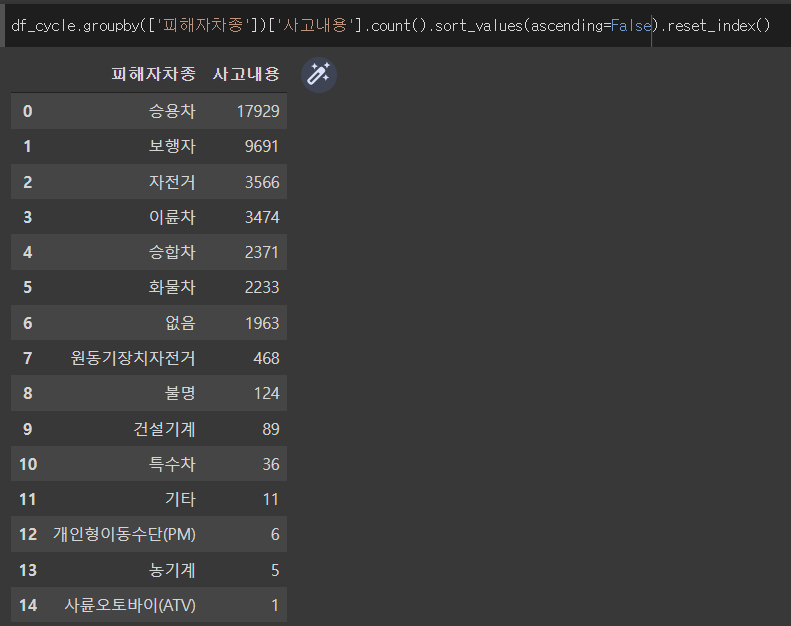 df_cycle.groupby(['피해자차종'])['사고내용'].count().sort_values(ascending=False).reset_index()
피해자차종 사고내용
0 승용차 17929
1 보행자 9691
2 자전거 3566
3 이륜차 3474
4 승합차 2371
5 화물차 2233
6 없음 1963
7 원동기장치자전거 468
8 불명 124
9 건설기계 89
10 특수차 36
11 기타 11
12 개인형이동수단(PM) 6
13 농기계 5
14 사륜오토바이(ATV) 1